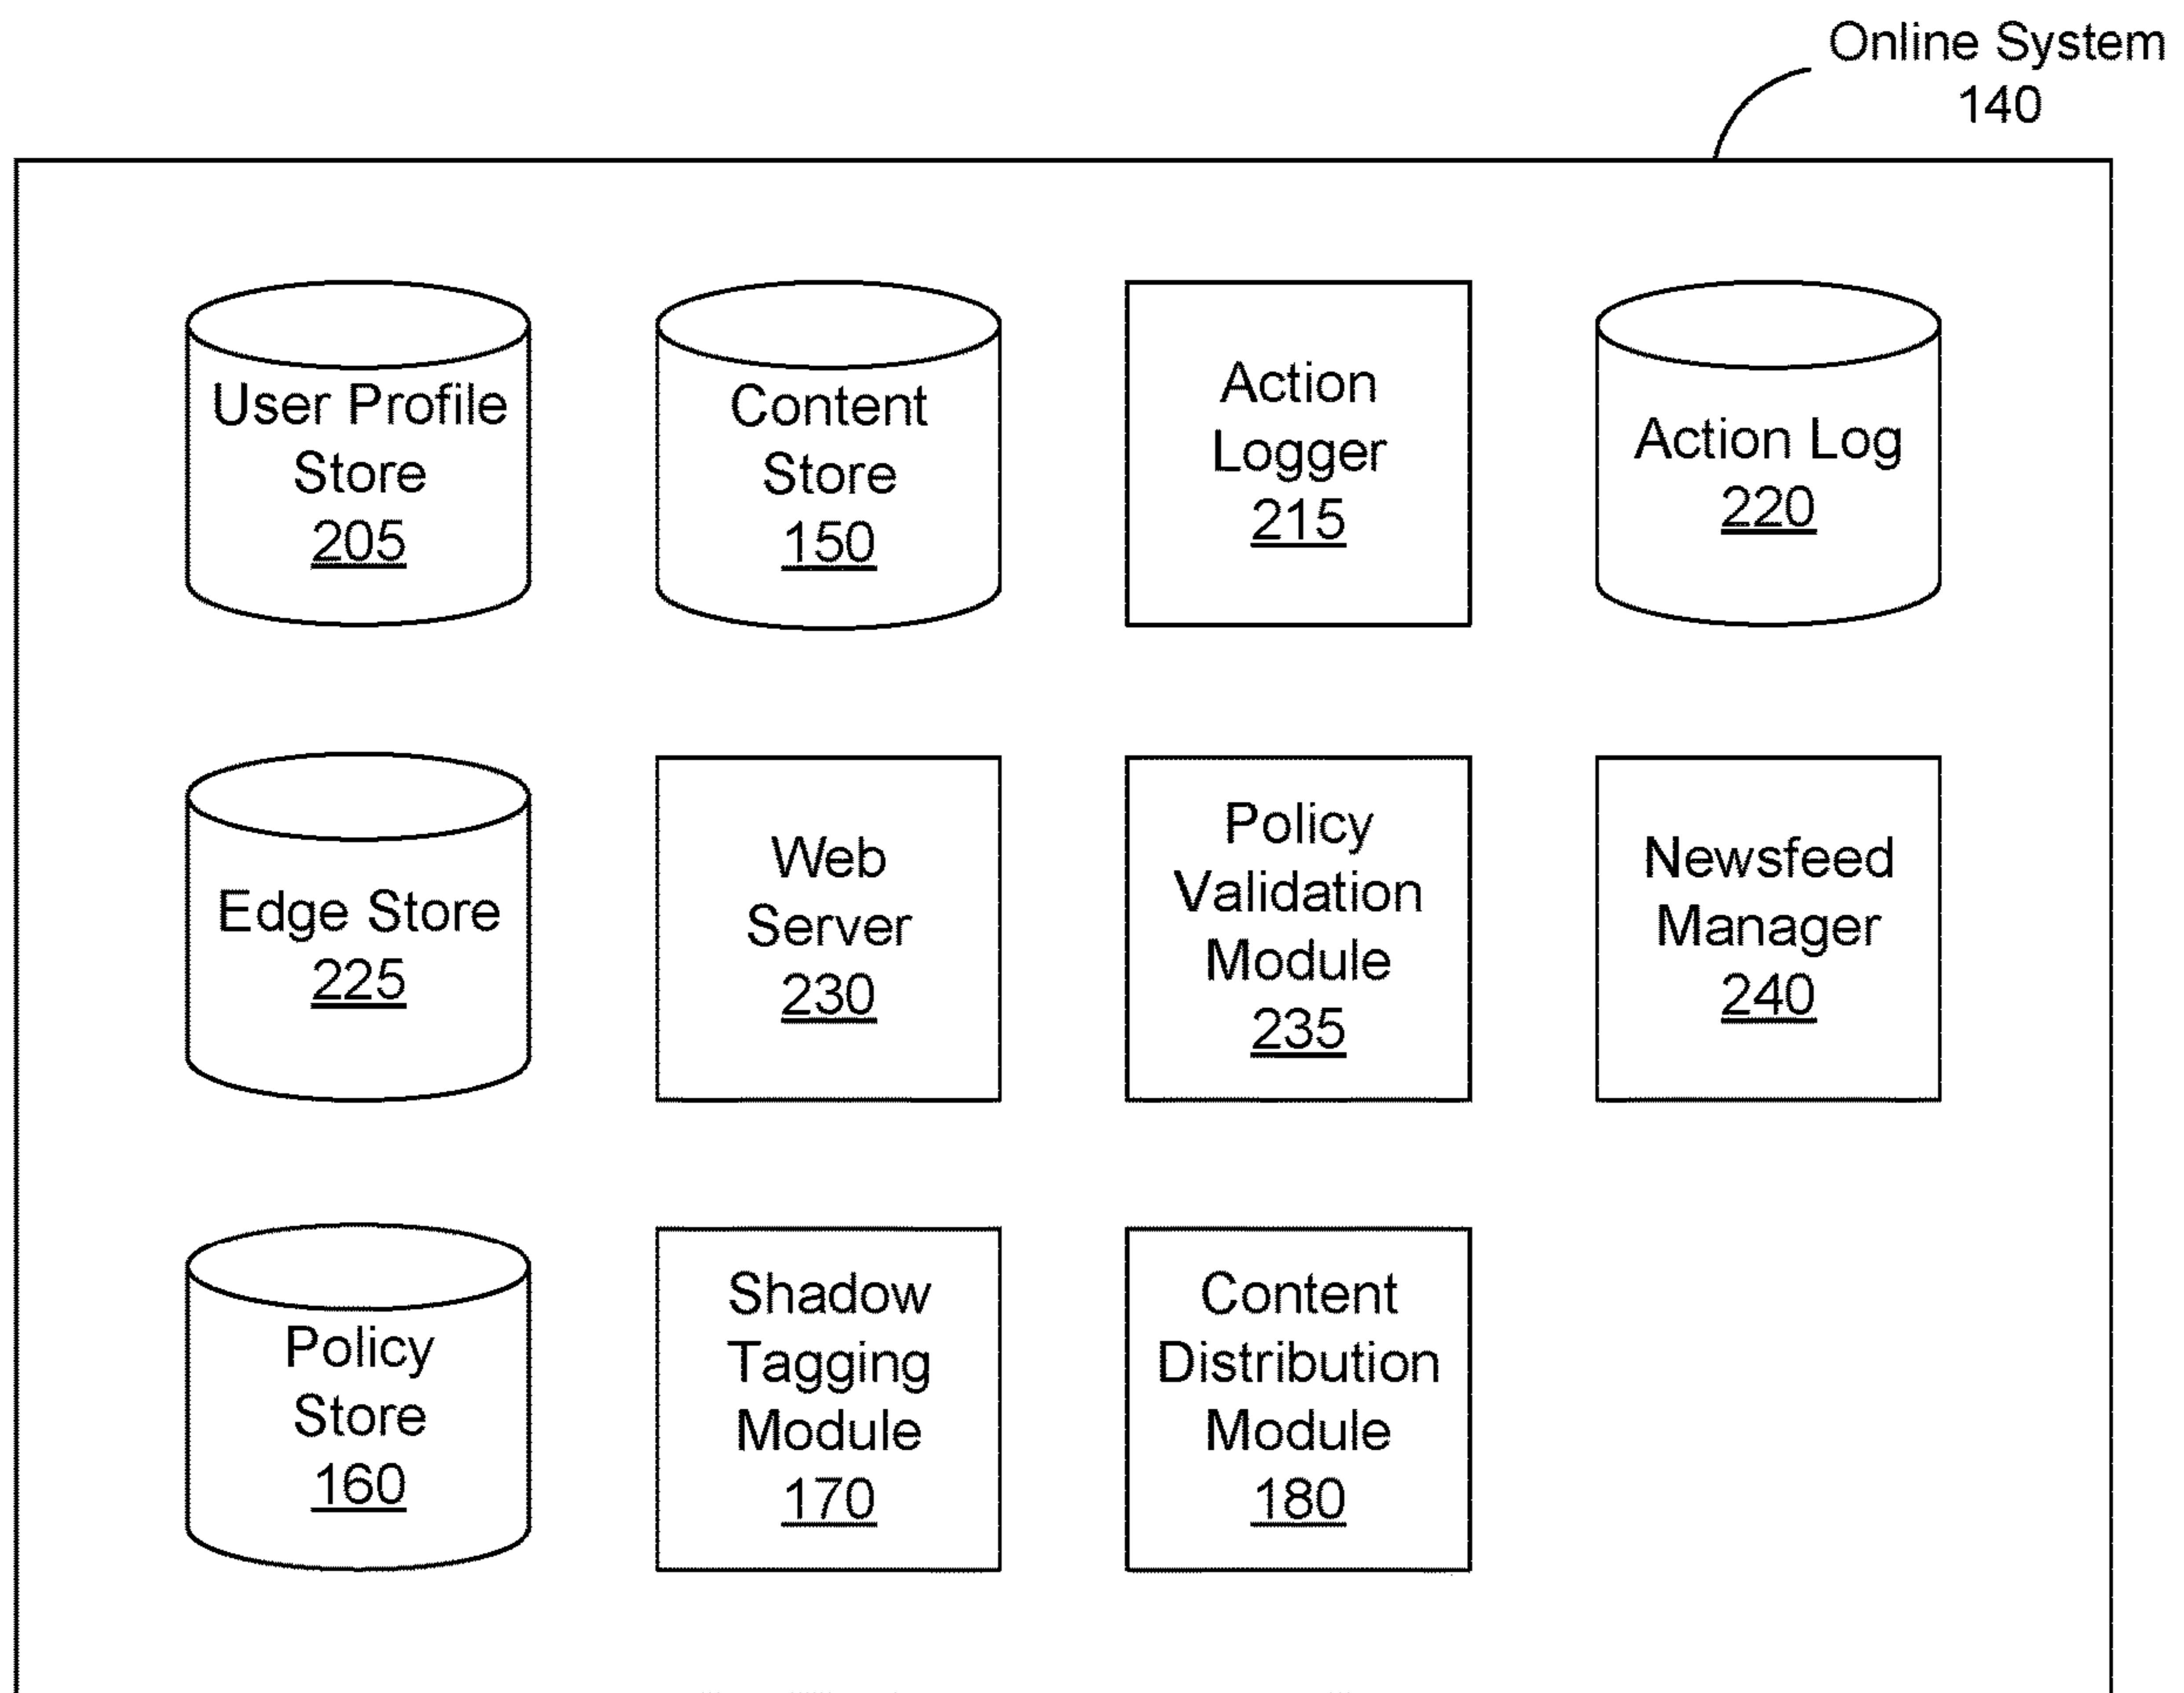 Online System
140
User Profile
Store
205
Content
Store
150
Action
Logger
215
Action Log
220
Edge Store
225
Web
Server
230
Policy
Validation
Module
235
Newsfeed
Manager
240
Policy
Store
160
Shadow
Tagging
Module
170
Content
Distribution
Module
180